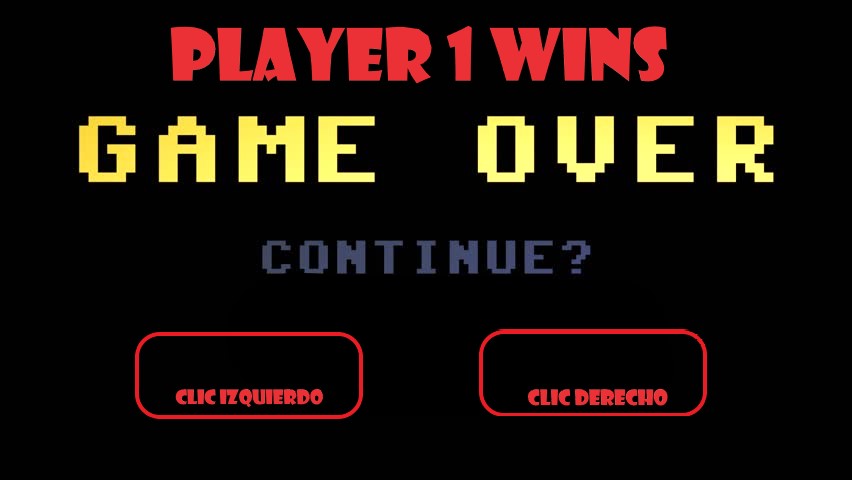 PLAYER 1 WINS
GAME OVER
CONTINUE?
CLIC IZQUIERDO
CLIC DERECHO